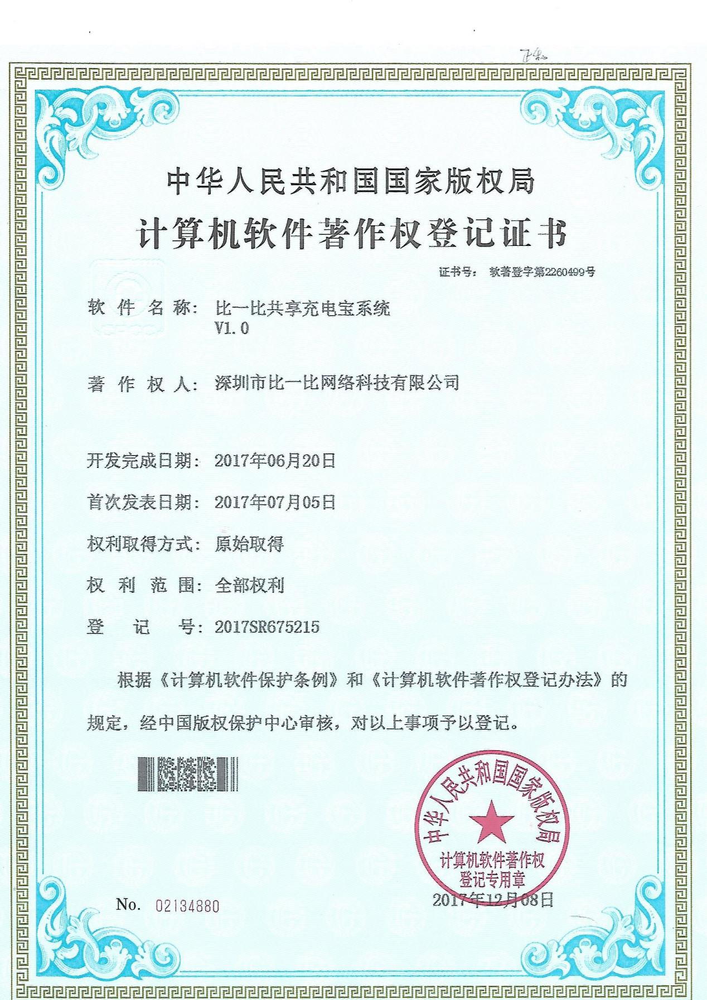 中华人民共和国国家版权局
计算机软件著作权登记证书
证书号： 软著登字第2260499号
软件名称： 比一比共享充电宝系统
V1.0
著作权人： 深圳市比一比网络科技有限公司
开发完成日期： 2017年06月20日
首次发表日期： 2017年07月05日
权利取得方式： 原始取得
权利范围： 全部权利
登记号： 2017SR675215
根据《计算机软件保护条例》和《计算机软件著作权登记办法》的
规定，经中国版权保护中心审核，对以上事项予以登记。
中华人民共和国国家版权局
计算机软件著作权
登记专用章
No. 02134880
2017年12月08日